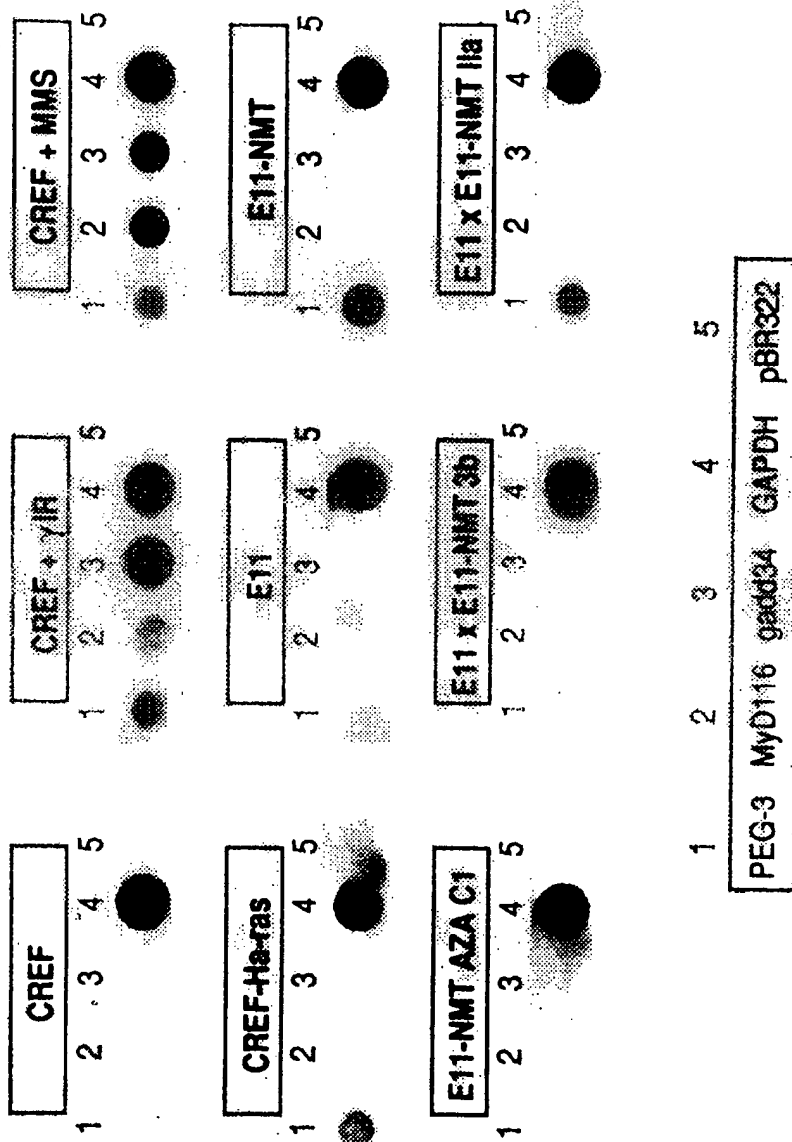 CREF
1 2 3 4 5
CREF + γIR
1 2 3 4 5
CREF + MMS
1 2 3 4 5
CREF-Ha-ras
1 2 3 4 5
E11
1 2 3 4 5
E11-NMT
1 2 3 4 5
E11-NMT AZA C1
1 2 3 4 5
E11 x E11-NMT 3b
1 2 3 4 5
E11 x E11-NMT IIa
1 2 3 4 5
1 2 3 4 5
PEG-3 MyD116 gadd34 GAPDH pBR322